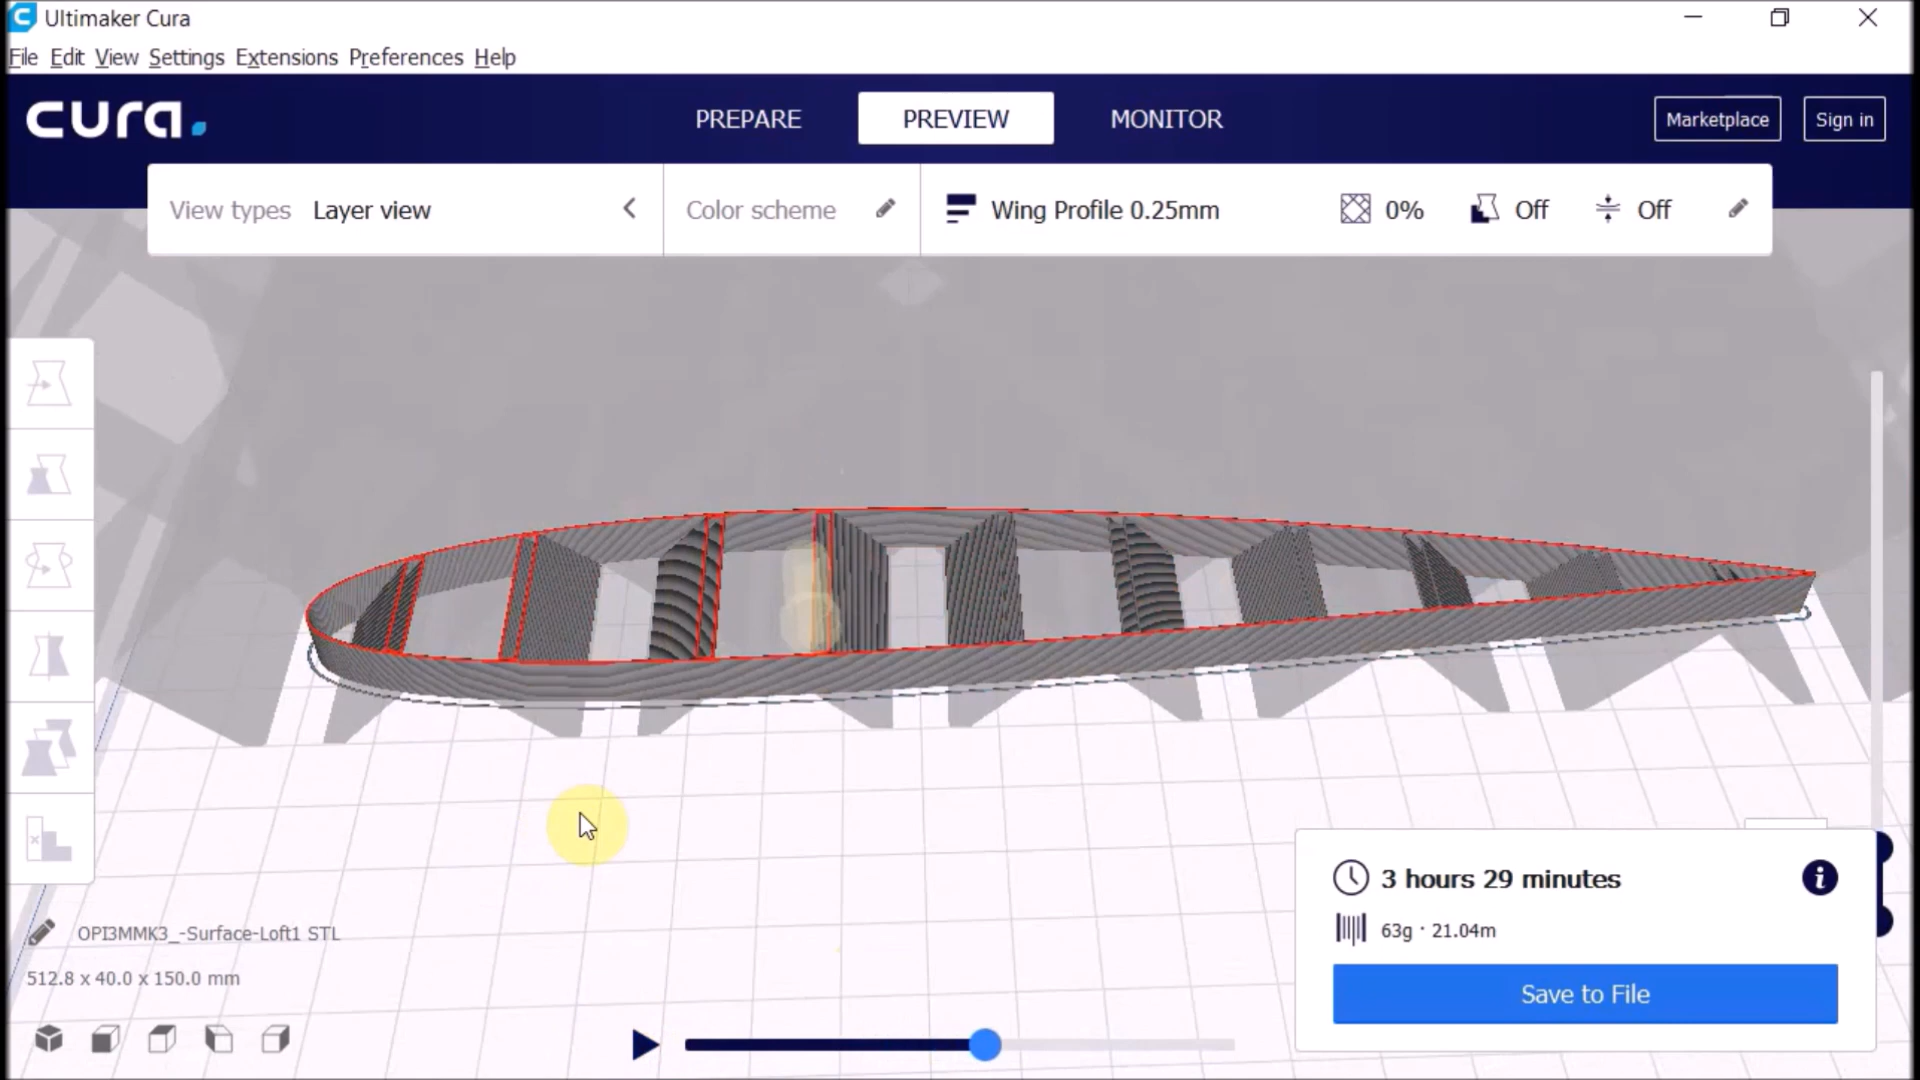 Ultimaker Cura
File Edit View Settings Extensions Preferences Help
cura.
PREPARE PREVIEW MONITOR
Marketplace Sign in
View types Layer view Color scheme Wing Profile 0.25mm 0% Off Off
3 hours 29 minutes
63g · 21.04m
OPI3MMK3_-Surface-Loft1 STL
512.8 x 40.0 x 150.0 mm
Save to File